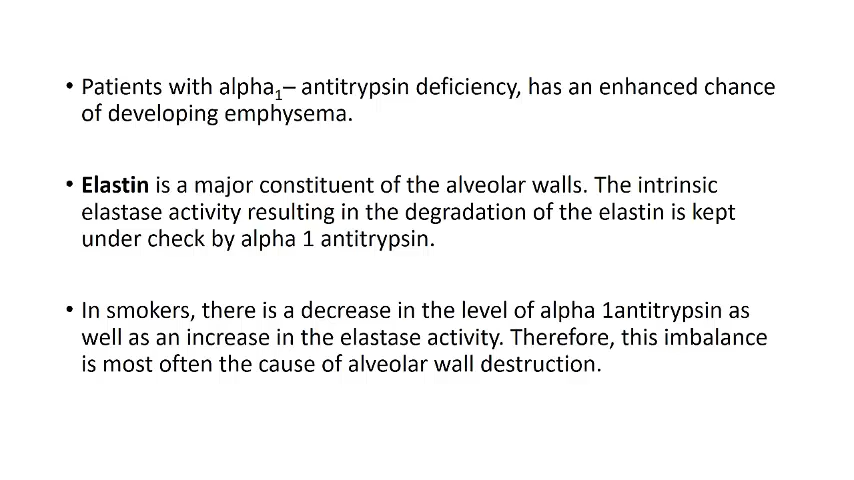 • Patients with alpha₁– antitrypsin deficiency, has an enhanced chance
of developing emphysema.
• Elastin is a major constituent of the alveolar walls. The intrinsic
elastase activity resulting in the degradation of the elastin is kept
under check by alpha 1 antitrypsin.
• In smokers, there is a decrease in the level of alpha 1antitrypsin as
well as an increase in the elastase activity. Therefore, this imbalance
is most often the cause of alveolar wall destruction.